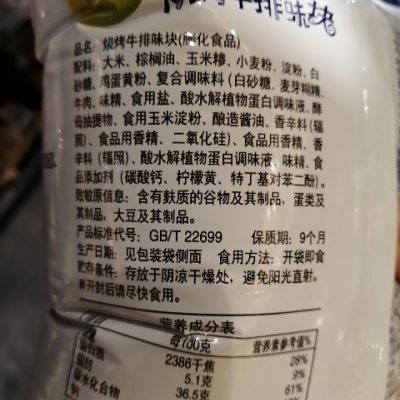 牛排味块
品名：烧烤牛排味块(膨化食品)
配料：大米、棕榈油、玉米糁、小麦粉、淀粉、白
砂糖、鸡蛋黄粉、复合调味料(白砂糖、麦芽糊精、
牛肉、味精、食用盐、酸水解植物蛋白调味液、酵
母抽提物、食用玉米淀粉、酿造酱油、香辛料(辐
照)、食品用香精、二氧化硅)、食品用香精、香
辛料(辐照)、酸水解植物蛋白调味液、味精、食
品添加剂(碳酸钙、柠檬黄、特丁基对苯二酚)。
致敏原信息：含有麸质的谷物及其制品，蛋类及
其制品，大豆及其制品。
产品标准代号：GB/T 22699 保质期：9个月
生产日期：见包装袋侧面 食用方法：开袋即食
贮存条件：存放于阴凉干燥处，避免阳光直射。
※开封后请尽快食用。
营养成分表
每100克 营养素参考值%
2386千焦 28%
蛋白质 5.1克 9%
脂肪 36.5克 61%
碳水化合物